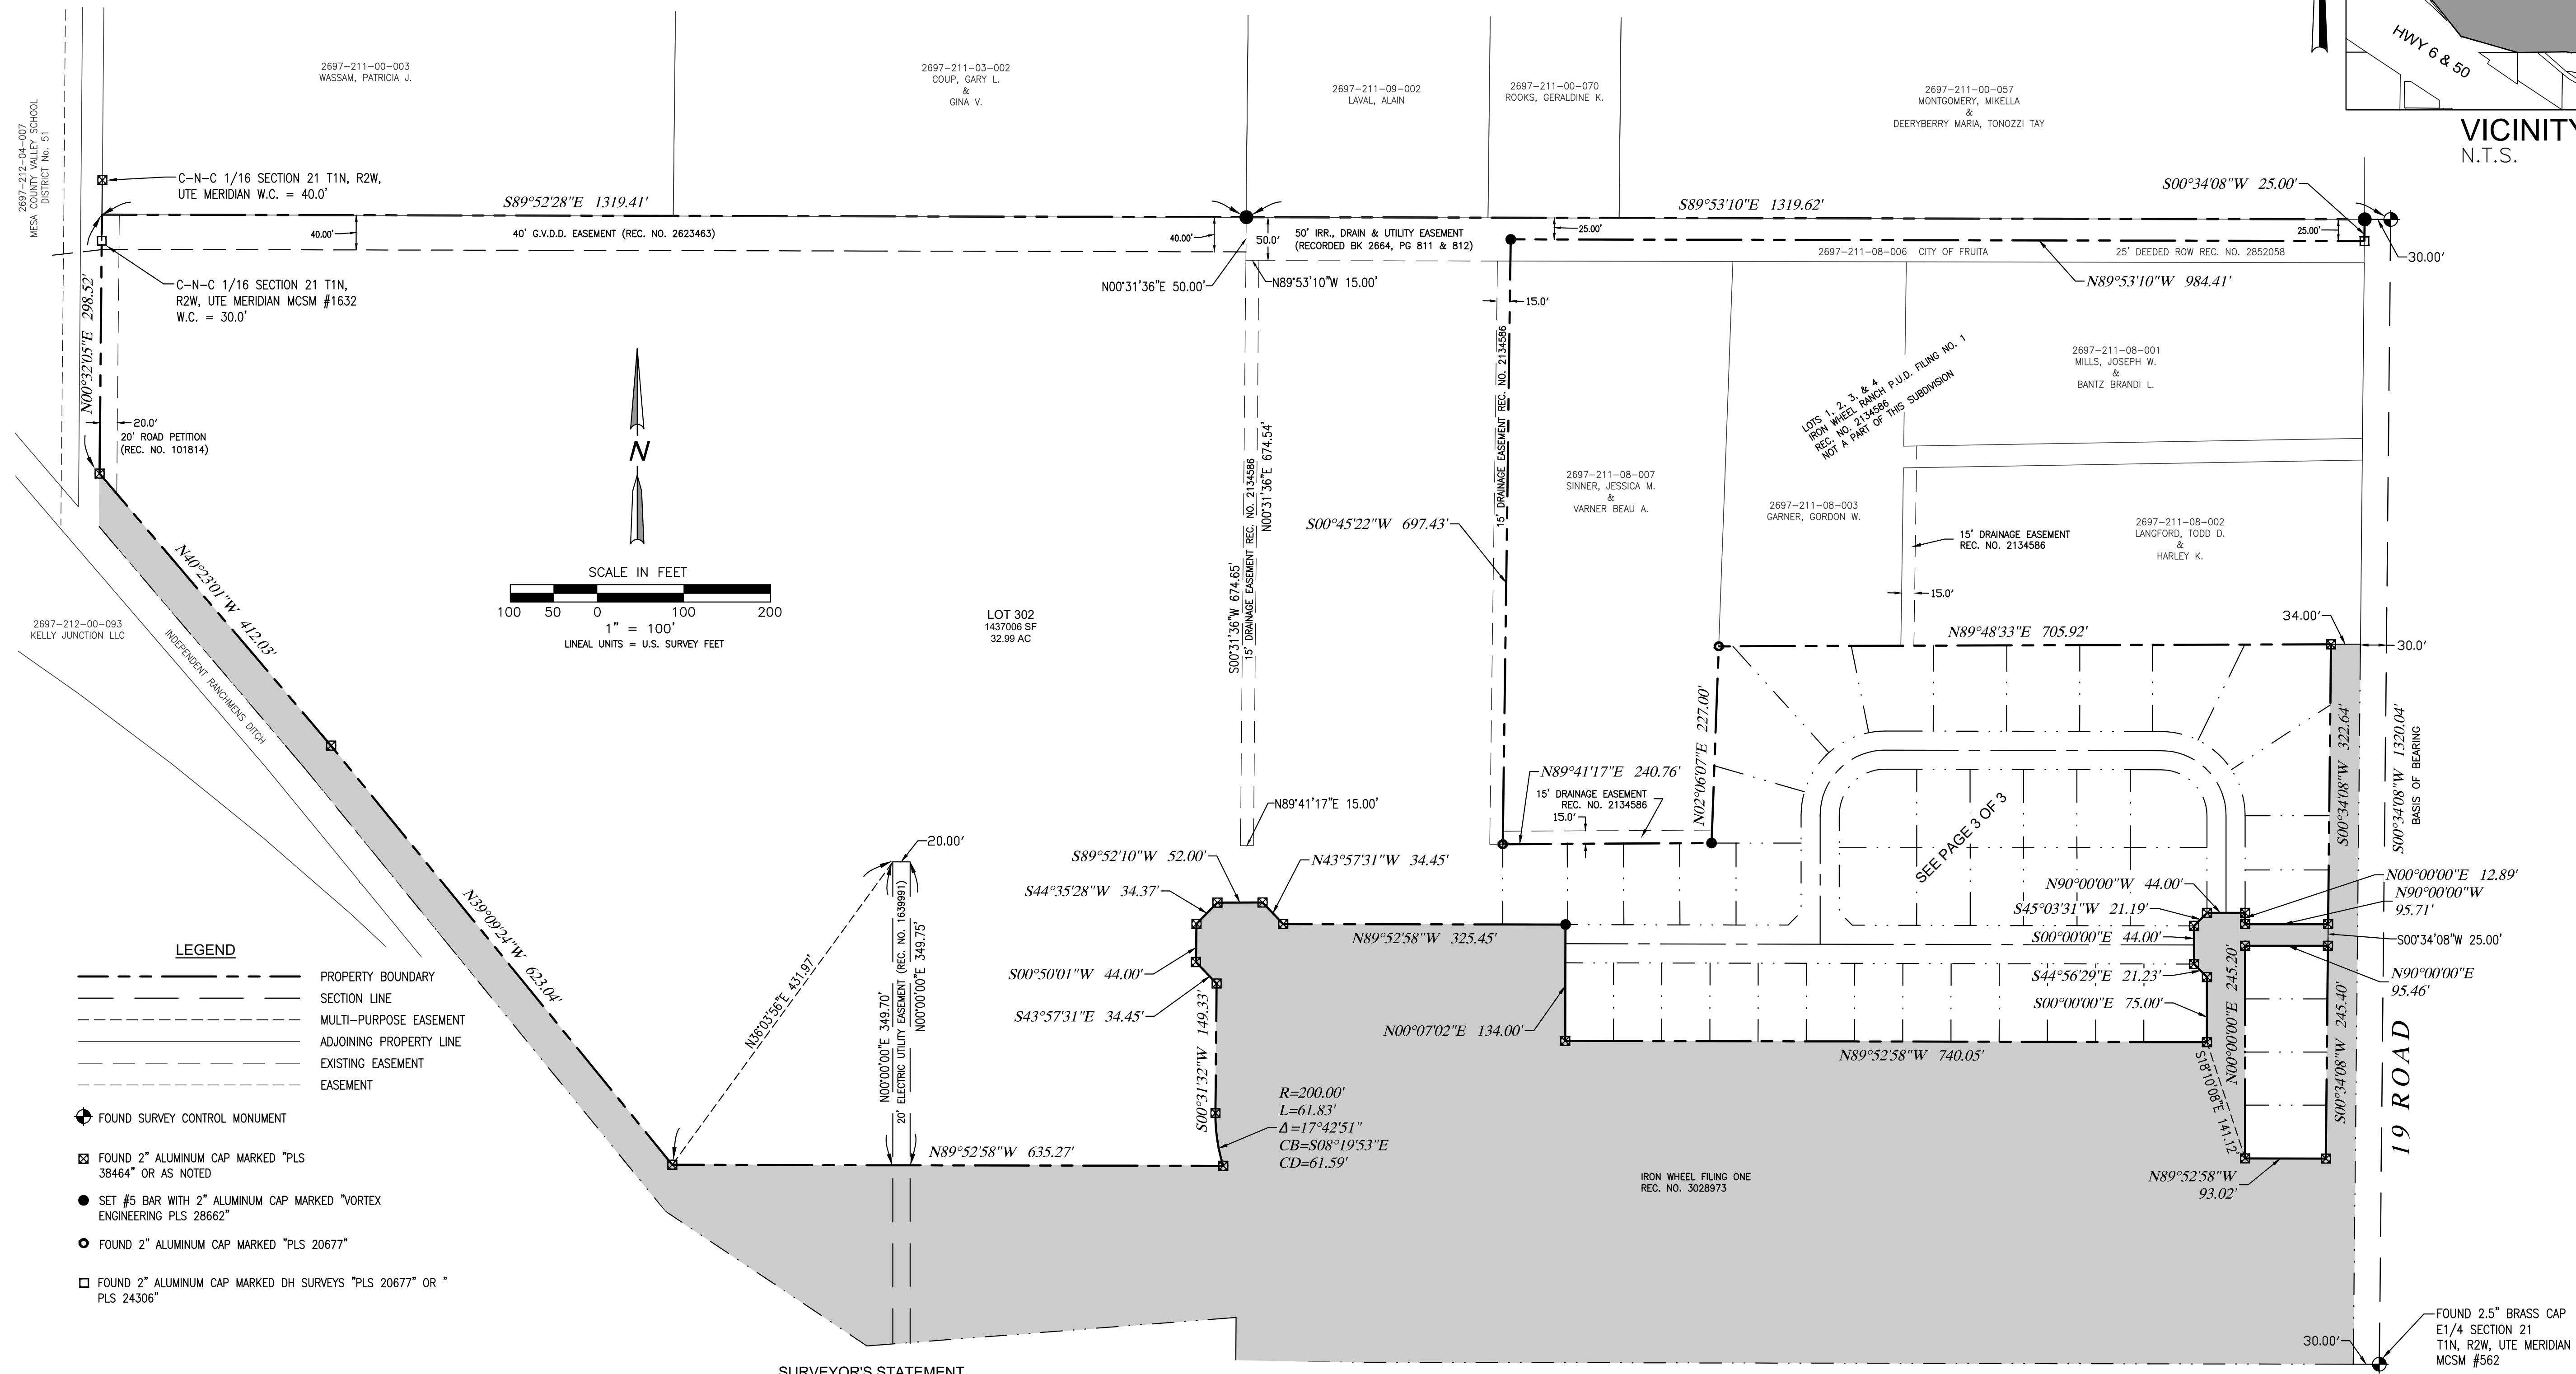 HWY 6 & 50
VICINITY
N.T.S.
2697-212-04-007
MESA COUNTY VALLEY SCHOOL
DISTRICT No. 51
2697-211-00-003
WASSAM, PATRICIA J.
2697-211-03-002
COUP, GARY L.
&
GINA V.
2697-211-09-002
LAVAL, ALAIN
2697-211-00-070
ROOKS, GERALDINE K.
2697-211-00-057
MONTGOMERY, MIKELLA
&
DEERYBERRY MARIA, TONOZZI TAY
C-N-C 1/16 SECTION 21 T1N, R2W,
UTE MERIDIAN W.C. = 40.0'
S89°52'28"E 1319.41'
S89°53'10"E 1319.62'
S00°34'08"W 25.00'
40.00'
40' G.V.D.D. EASEMENT (REC. NO. 2623463)
40.00'
50.0'
50' IRR., DRAIN & UTILITY EASEMENT
(RECORDED BK 2664, PG 811 & 812)
25.00'
25.00'
30.00'
2697-211-08-006 CITY OF FRUITA
25' DEEDED ROW REC. NO. 2852058
C-N-C 1/16 SECTION 21 T1N,
R2W, UTE MERIDIAN MCSM #1632
W.C. = 30.0'
N00°31'36"E 50.00'
N89°53'10"W 15.00'
N89°53'10"W 984.41'
15.0'
N00°32'05"E 298.52'
20.0'
20' ROAD PETITION
(REC. NO. 101814)
N
SCALE IN FEET
100 50 0 100 200
1" = 100'
LINEAL UNITS = U.S. SURVEY FEET
LOT 302
1437006 SF
32.99 AC
S00°31'36"W 674.65'
15' DRAINAGE EASEMENT REC. NO. 2134586
N00°31'36"E 674.54'
15' DRAINAGE EASEMENT REC. NO. 2134586
S00°45'22"W 697.43'
LOTS 1, 2, 3, & 4
IRON WHEEL RANCH P.U.D. FILING NO. 1
REC. NO. 2134586
NOT A PART OF THIS SUBDIVISION
2697-211-08-001
MILLS, JOSEPH W.
&
BANTZ BRANDI L.
2697-211-08-007
SINNER, JESSICA M.
&
VARNER BEAU A.
2697-211-08-003
GARNER, GORDON W.
2697-211-08-002
LANGFORD, TODD D.
&
HARLEY K.
15' DRAINAGE EASEMENT
REC. NO. 2134586
15.0'
34.00'
30.0'
N89°48'33"E 705.92'
N40°23'01"W 412.03'
2697-212-00-093
KELLY JUNCTION LLC
INDEPENDENT RANCHMENS DITCH
N39°09'24"W 623.04'
N02°06'07"E 227.00'
N89°41'17"E 240.76'
15' DRAINAGE EASEMENT
REC. NO. 2134586
15.0'
N89°41'17"E 15.00'
SEE PAGE 3 OF 3
S00°34'08"W 322.64'
S00°34'08"W 1320.04'
BASIS OF BEARING
20.00'
S89°52'10"W 52.00'
N43°57'31"W 34.45'
S44°35'28"W 34.37'
N89°52'58"W 325.45'
S00°50'01"W 44.00'
S43°57'31"E 34.45'
S00°31'32"W 149.33'
N36°03'56"E 431.97'
N00°00'00"E 349.70'
20' ELECTRIC UTILITY EASEMENT (REC. NO. 1639991)
N00°00'00"E 349.75'
N90°00'00"W 44.00'
S45°03'31"W 21.19'
S00°00'00"E 44.00'
S44°56'29"E 21.23'
S00°00'00"E 75.00'
N00°00'00"E 12.89'
N90°00'00"W
95.71'
S00°34'08"W 25.00'
N90°00'00"E
95.46'
N00°00'00"E 245.20'
S00°34'08"W 245.40'
S18°10'08"E 141.12'
N00°07'02"E 134.00'
N89°52'58"W 740.05'
N89°52'58"W
93.02'
19 ROAD
N89°52'58"W 635.27'
R=200.00'
L=61.83'
Δ=17°42'51"
CB=S08°19'53"E
CD=61.59'
IRON WHEEL FILING ONE
REC. NO. 3028973
LEGEND
PROPERTY BOUNDARY
SECTION LINE
MULTI-PURPOSE EASEMENT
ADJOINING PROPERTY LINE
EXISTING EASEMENT
EASEMENT
FOUND SURVEY CONTROL MONUMENT
FOUND 2" ALUMINUM CAP MARKED "PLS
38464" OR AS NOTED
SET #5 BAR WITH 2" ALUMINUM CAP MARKED "VORTEX
ENGINEERING PLS 28662"
FOUND 2" ALUMINUM CAP MARKED "PLS 20677"
FOUND 2" ALUMINUM CAP MARKED DH SURVEYS "PLS 20677" OR "
PLS 24306"
30.00'
FOUND 2.5" BRASS CAP
E1/4 SECTION 21
T1N, R2W, UTE MERIDIAN
MCSM #562
SURVEYOR'S STATEMENT